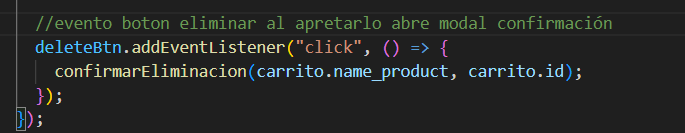 //evento boton eliminar al apretarlo abre modal confirmación
deleteBtn.addEventListener("click", () => {
confirmarEliminacion(carrito.name_product, carrito.id);
});
});